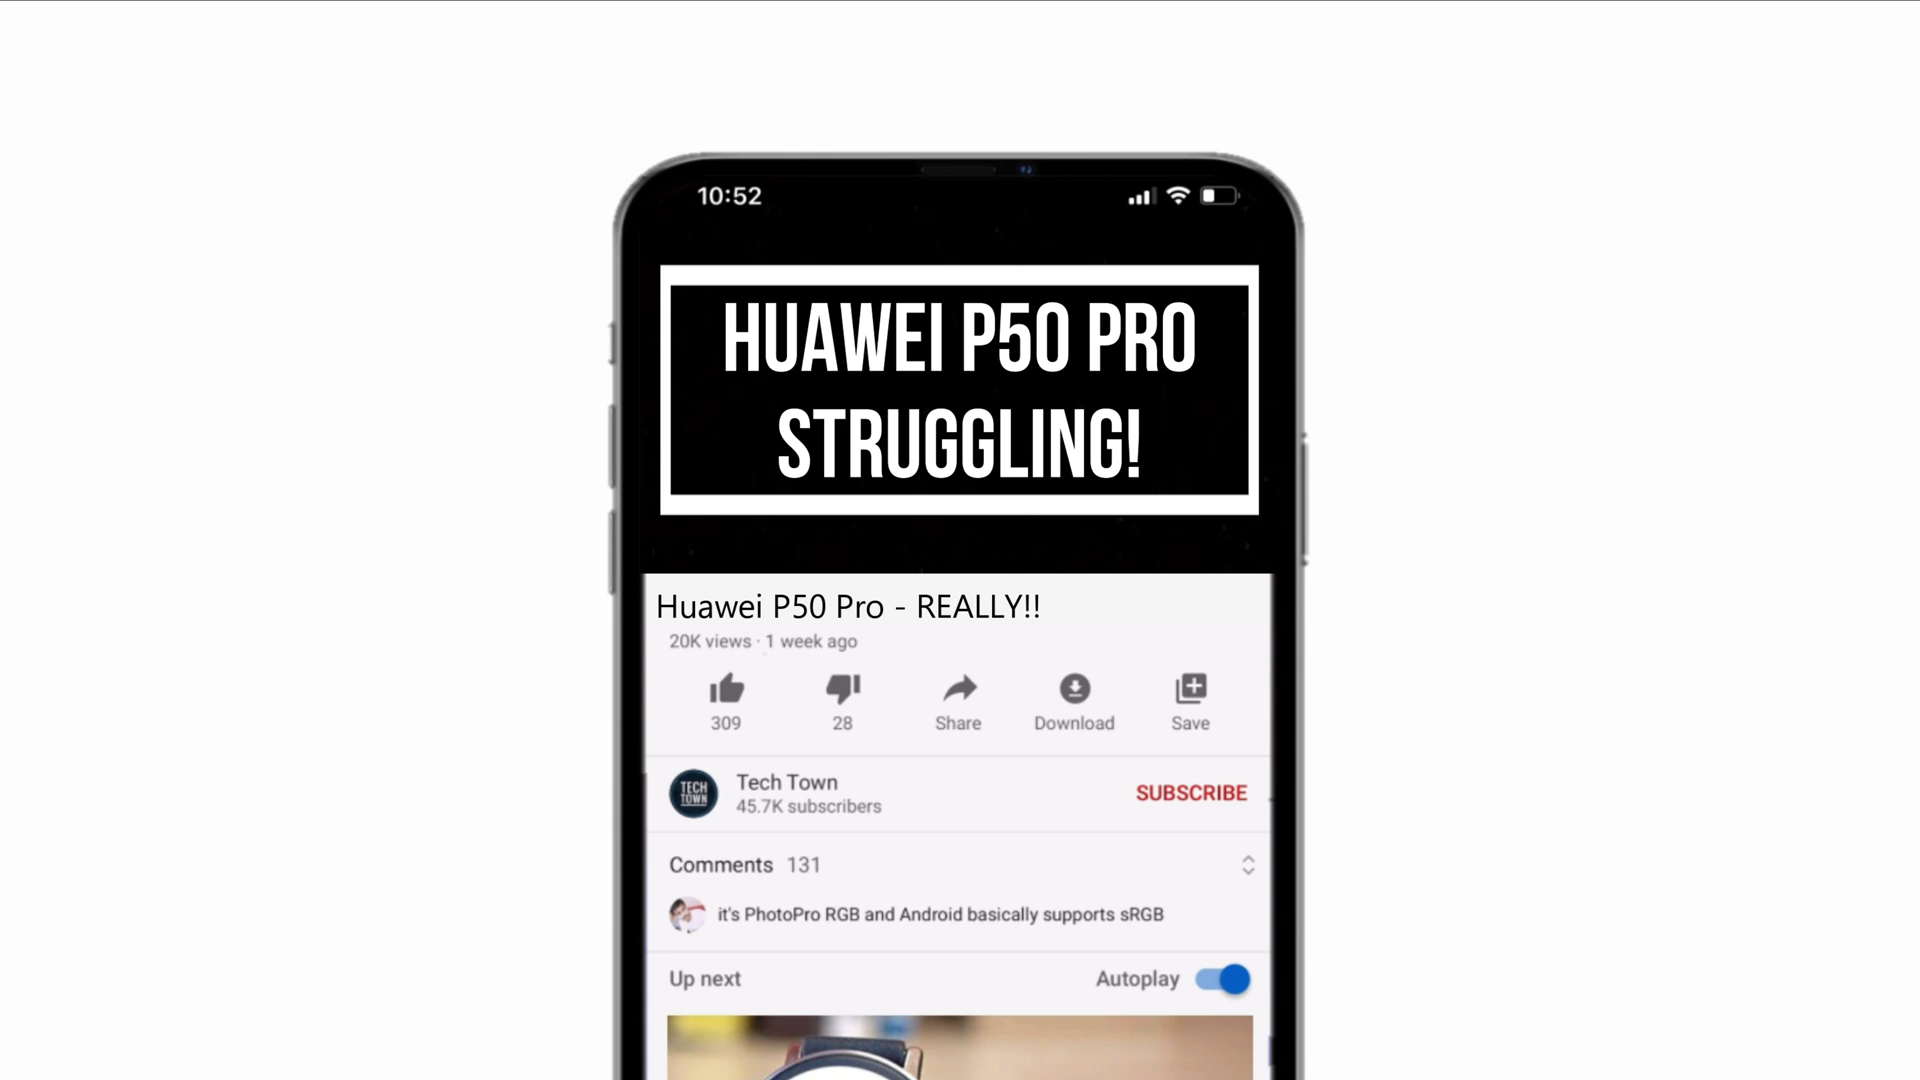 10:52
HUAWEI P50 PRO
STRUGGLING!
Huawei P50 Pro - REALLY!!
20K views · 1 week ago
309
28
Share
Download
Save
TECH
TOWN
Tech Town
45.7K subscribers
SUBSCRIBE
Comments 131
it's PhotoPro RGB and Android basically supports sRGB
Up next
Autoplay